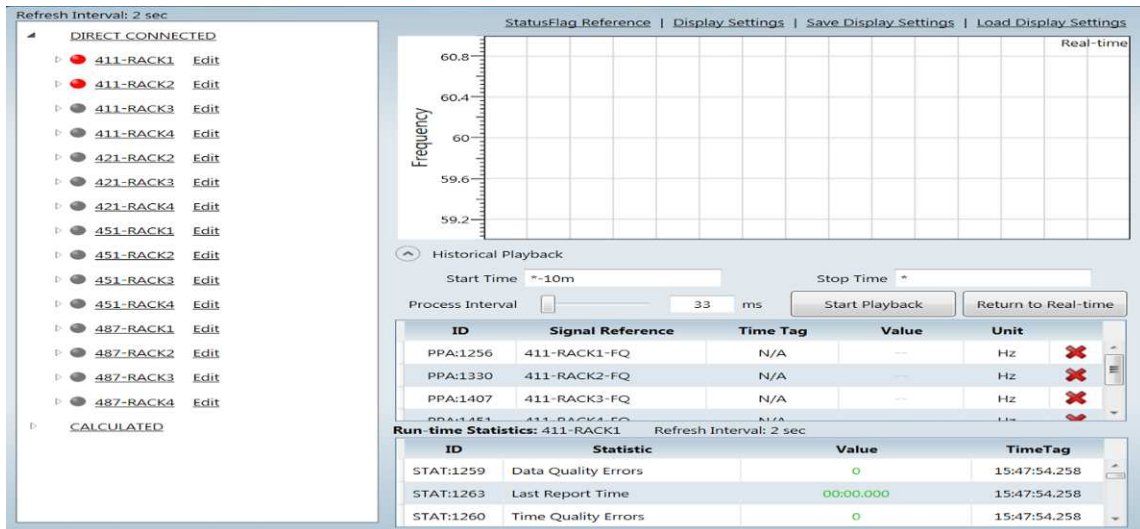 Refresh Interval: 2 sec
DIRECT CONNECTED
411-RACK1 Edit
411-RACK2 Edit
411-RACK3 Edit
411-RACK4 Edit
421-RACK2 Edit
421-RACK3 Edit
421-RACK4 Edit
451-RACK1 Edit
451-RACK2 Edit
451-RACK3 Edit
451-RACK4 Edit
487-RACK1 Edit
487-RACK2 Edit
487-RACK3 Edit
487-RACK4 Edit
CALCULATED
StatusFlag Reference | Display Settings | Save Display Settings | Load Display Settings
Real-time
Frequency
60.8
60.4
60
59.6
59.2
Historical Playback
Start Time *-10m Stop Time *
Process Interval 33 ms Start Playback Return to Real-time
ID Signal Reference Time Tag Value Unit
PPA:1256 411-RACK1-FQ N/A -- Hz
PPA:1330 411-RACK2-FQ N/A -- Hz
PPA:1407 411-RACK3-FQ N/A -- Hz
PPA:1451 411-RACK4-FQ N/A Hz
Run-time Statistics: 411-RACK1 Refresh Interval: 2 sec
ID Statistic Value TimeTag
STAT:1259 Data Quality Errors 0 15:47:54.258
STAT:1263 Last Report Time 00:00.000 15:47:54.258
STAT:1260 Time Quality Errors 0 15:47:54.258